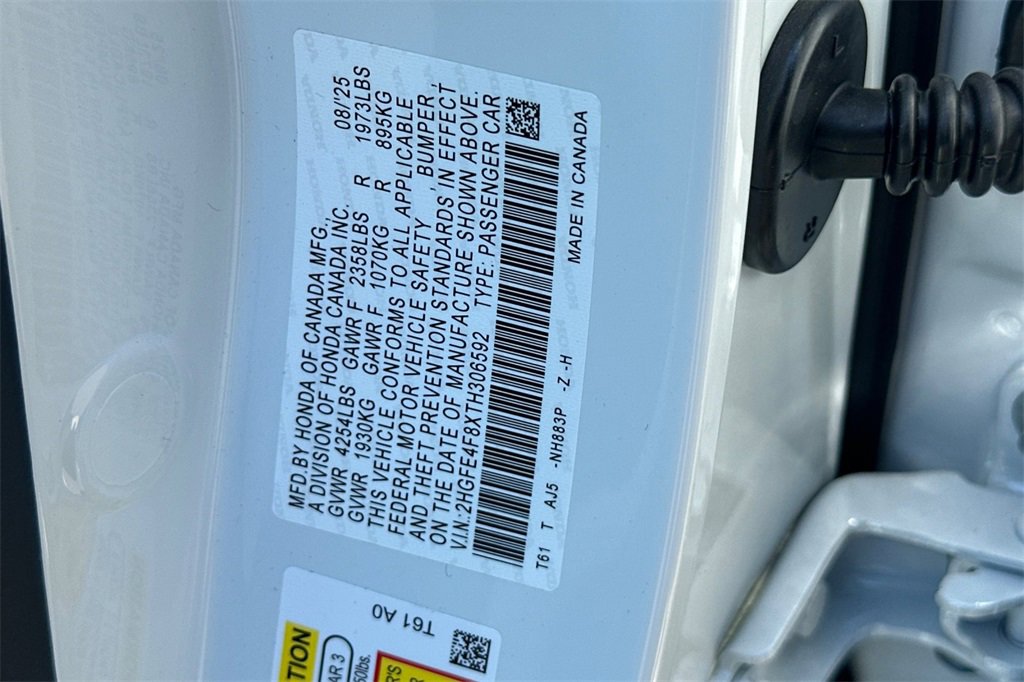 MFD.BY HONDA OF CANADA MFG., 08/'25
A DIVISION OF HONDA CANADA INC.
GVWR 4254LBS GAWR F 2358LBS R 1973LBS
GVWR 1930KG GAWR F 1070KG R 895KG
THIS VEHICLE CONFORMS TO ALL APPLICABLE
FEDERAL MOTOR VEHICLE SAFETY , BUMPER ,
AND THEFT PREVENTION STANDARDS IN EFFECT
ON THE DATE OF MANUFACTURE SHOWN ABOVE.
V.I.N.:2HGFE4F8XTH306592 TYPE: PASSENGER CAR
T61 T AJ5 -NH883P -Z -H
MADE IN CANADA
T61 A0
L